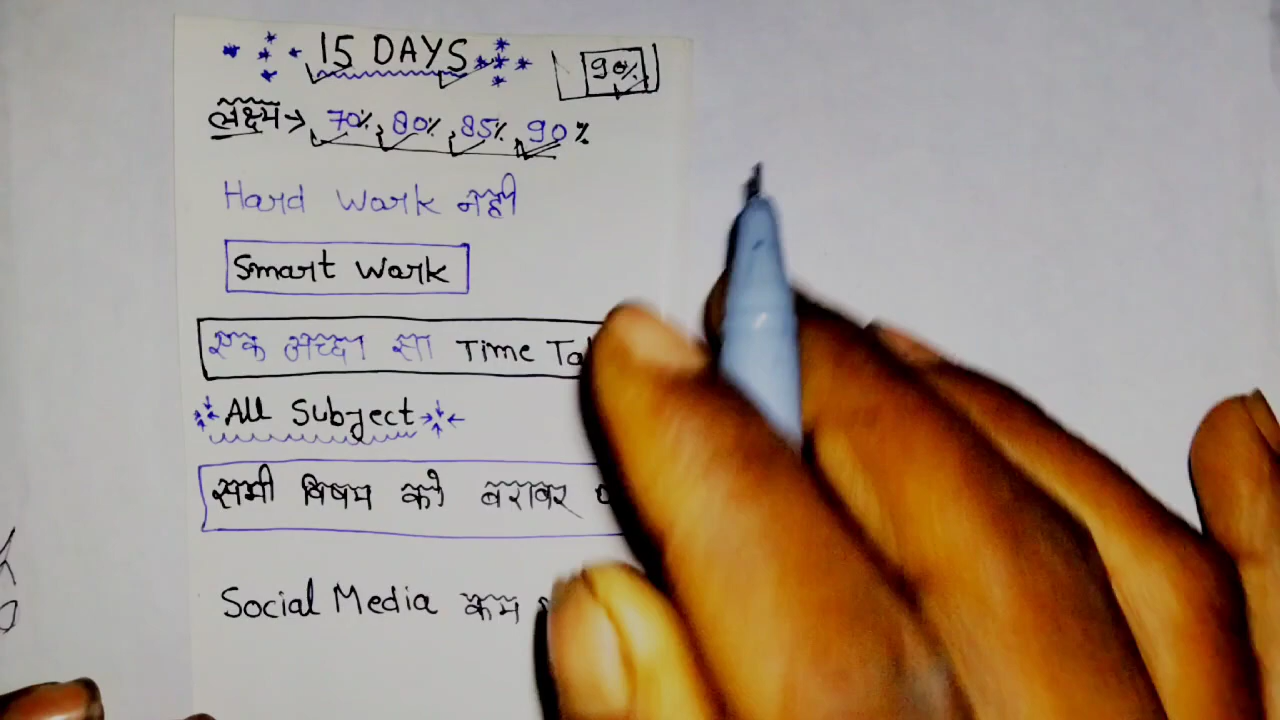 15 DAYS
90%
लक्ष्य → 70%, 80%, 85%, 90%
Hard Work नही
Smart Work
एक अच्छा सा Time
All Subject
सभी विषय को बराबर
Social Media कम